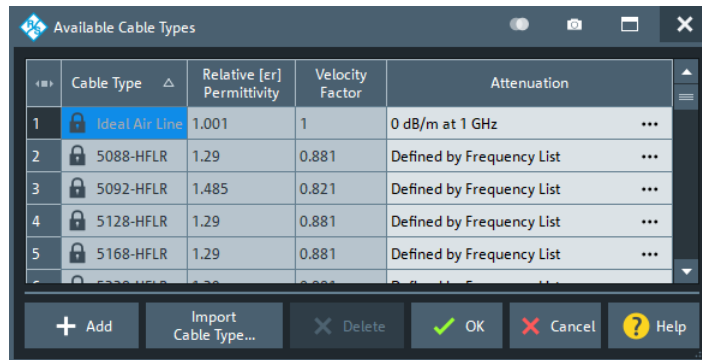 Available Cable Types
Cable Type Relative [εr] Permittivity Velocity Factor Attenuation
1 Ideal Air Line 1.001 1 0 dB/m at 1 GHz ...
2 5088-HFLR 1.29 0.881 Defined by Frequency List ...
3 5092-HFLR 1.485 0.821 Defined by Frequency List ...
4 5128-HFLR 1.29 0.881 Defined by Frequency List ...
5 5168-HFLR 1.29 0.881 Defined by Frequency List ...
+ Add Import Cable Type... Delete OK Cancel ? Help